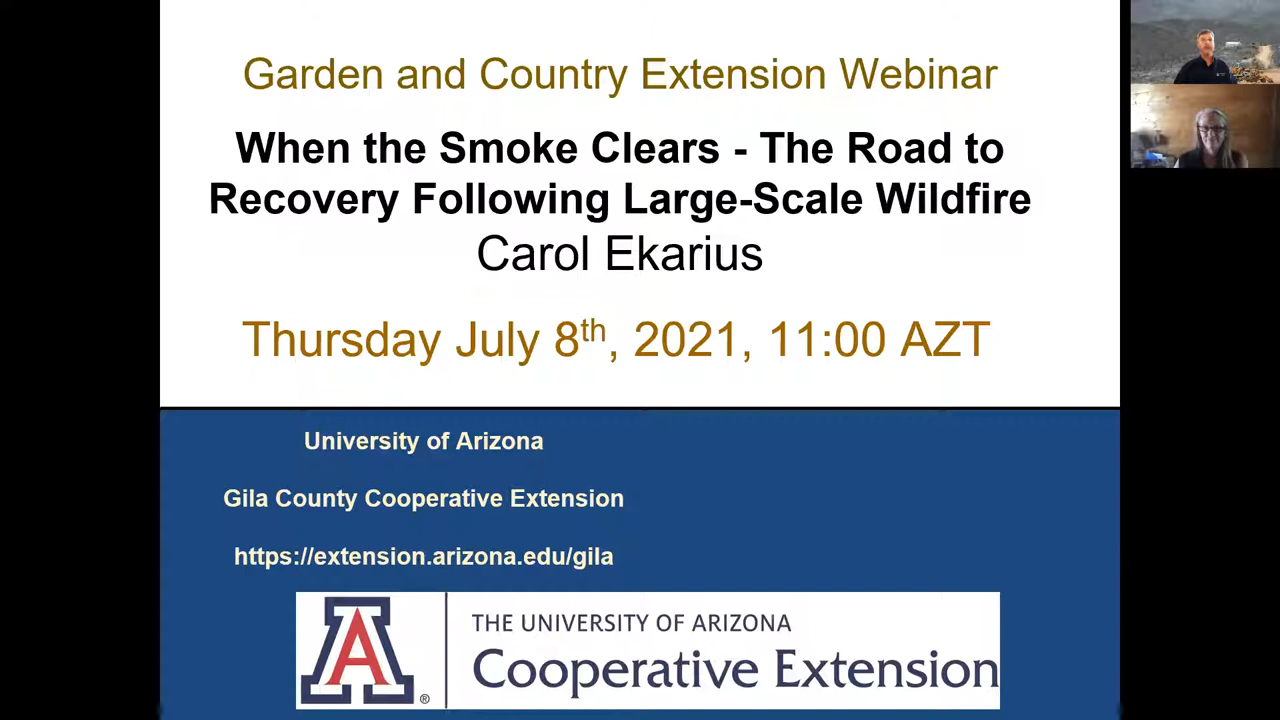 Garden and Country Extension Webinar
When the Smoke Clears - The Road to
Recovery Following Large-Scale Wildfire
Carol Ekarius
Thursday July 8th, 2021, 11:00 AZT
University of Arizona
Gila County Cooperative Extension
https://extension.arizona.edu/gila
A ®
THE UNIVERSITY OF ARIZONA
Cooperative Extension